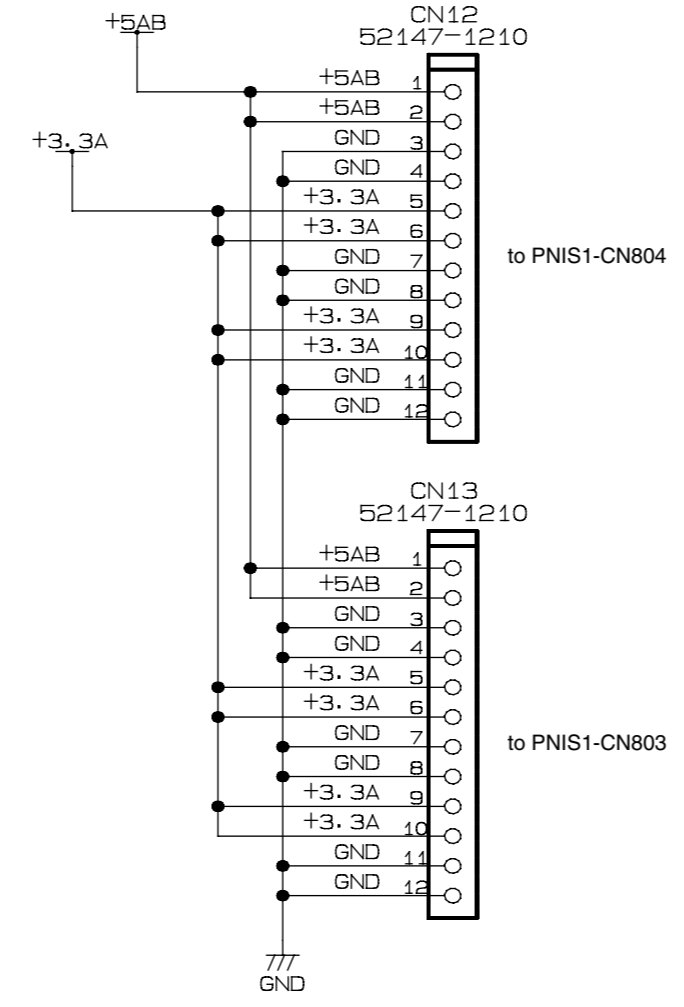 +5AB
CN12
52147-1210
+5AB 1
+5AB 2
+3.3A
GND 3
GND 4
+3.3A 5
+3.3A 6
to PNIS1-CN804
GND 7
GND 8
+3.3A 9
+3.3A 10
GND 11
GND 12
CN13
52147-1210
+5AB 1
+5AB 2
GND 3
GND 4
+3.3A 5
+3.3A 6
GND 7
to PNIS1-CN803
GND 8
+3.3A 9
+3.3A 10
GND 11
GND 12
GND